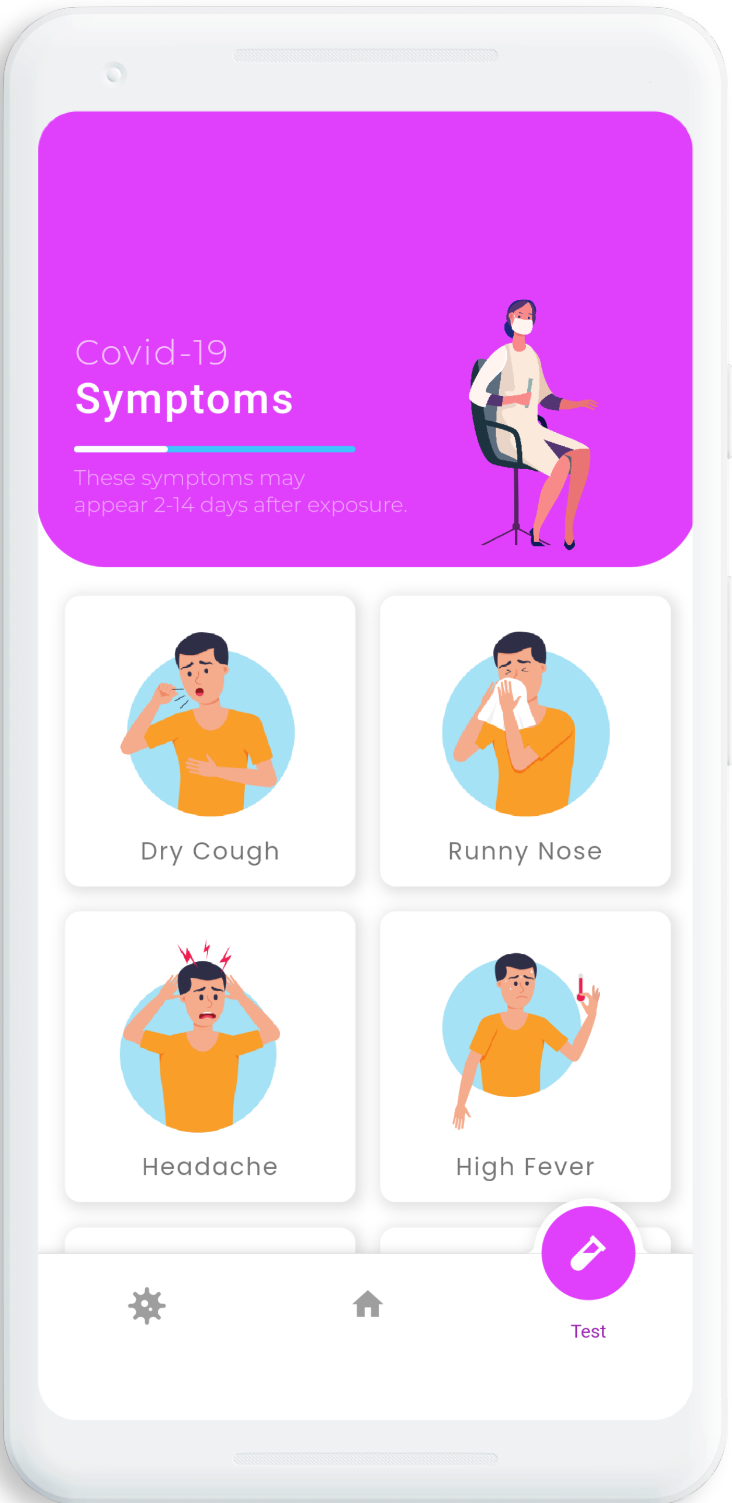 Covid-19
Symptoms
These symptoms may
appear 2-14 days after exposure.
Dry Cough
Runny Nose
Headache
High Fever
Test